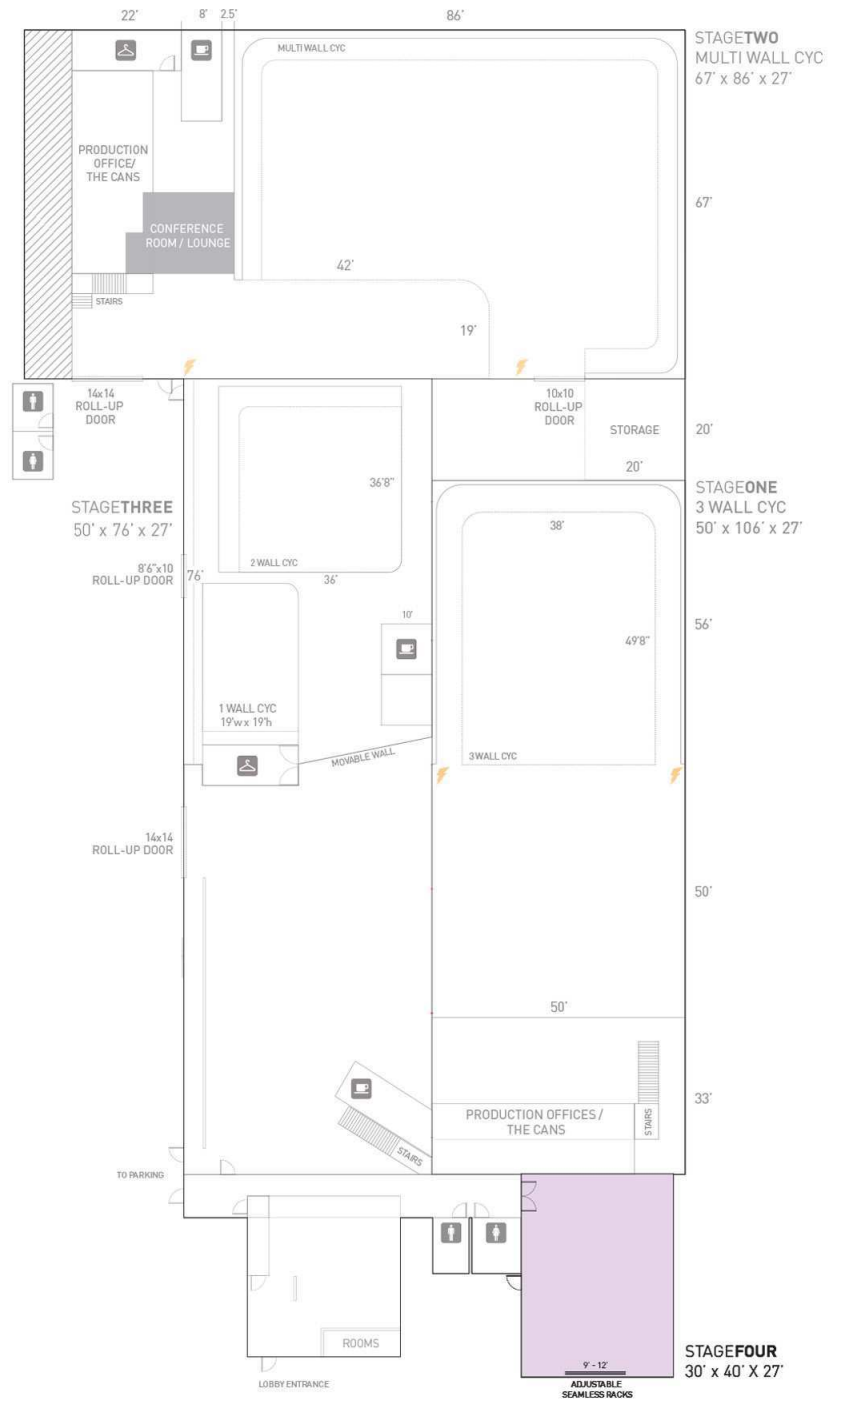 22' 8' 2.5' 86'
MULTI WALL CYC
STAGETWO
MULTI WALL CYC
67' x 86' x 27'
PRODUCTION
OFFICE/
THE CANS
67'
CONFERENCE
ROOM / LOUNGE
42'
STAIRS
19'
14x14
ROLL-UP
DOOR
10x10
ROLL-UP
DOOR
STORAGE
20'
20'
36'8"
STAGETHREE
50' x 76' x 27'
STAGEONE
3 WALL CYC
50' x 106' x 27'
38'
2 WALL CYC
8'6"x10
ROLL-UP DOOR
76'
36'
10'
56'
49'8"
1 WALL CYC
19'w x 19'h
MOVABLE WALL
3 WALL CYC
14x14
ROLL-UP DOOR
50'
50'
33'
PRODUCTION OFFICES /
THE CANS
STAIRS
STAIRS
TO PARKING
ROOMS
LOBBY ENTRANCE
STAGEFOUR
30' x 40' X 27'
9' - 12'
ADJUSTABLE
SEAMLESS RACKS